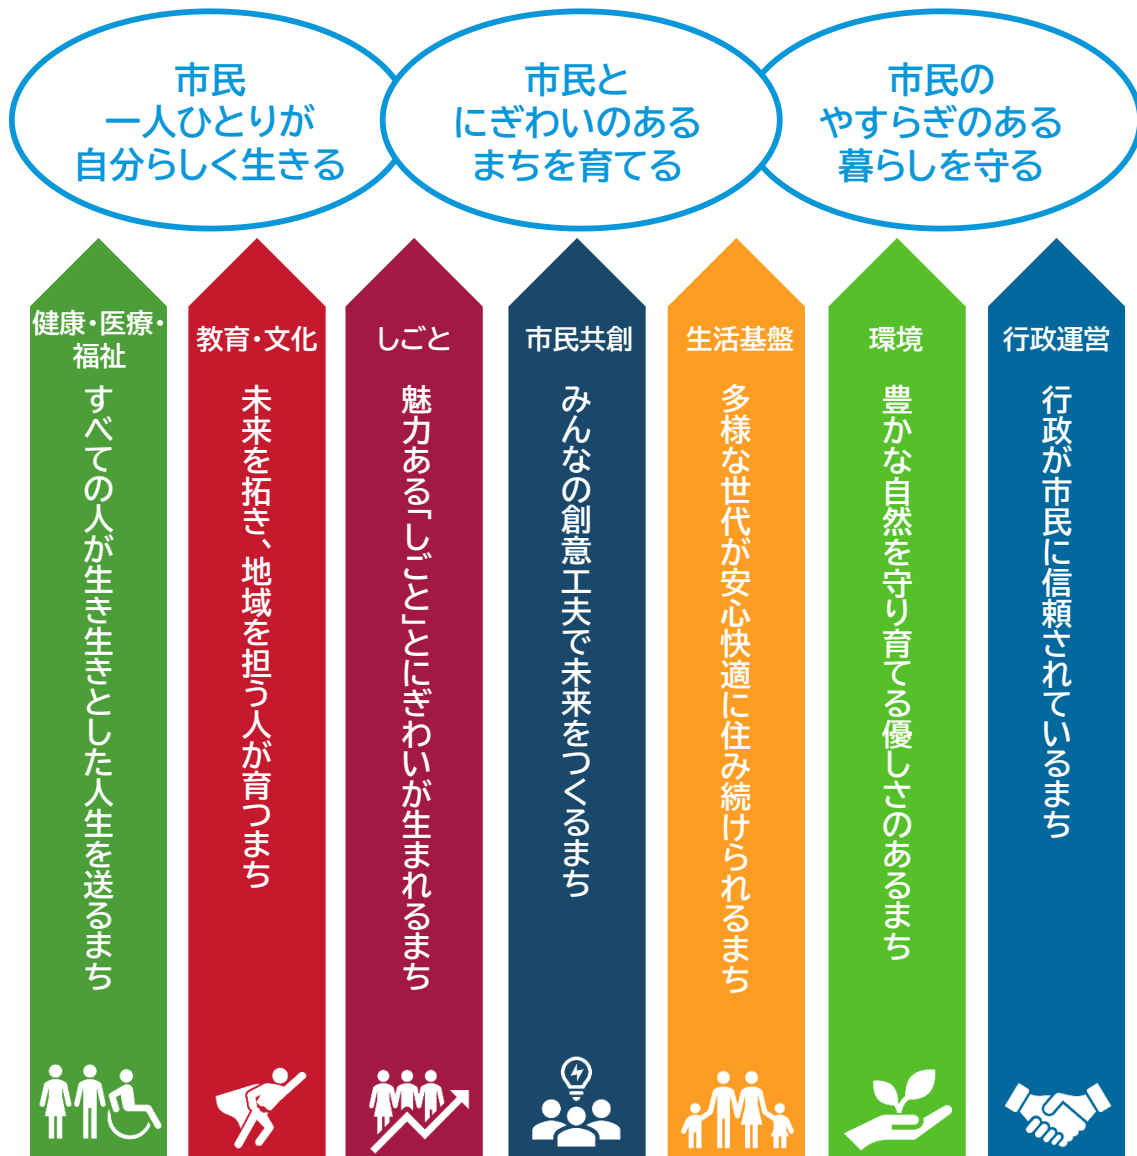 市民
一人ひとりが
自分らしく生きる
市民と
にぎわいのある
まちを育てる
市民の
やすらぎのある
暮らしを守る
健康・医療・
福祉
すべての人が生き生きとした人生を送るまち
教育・文化
未来を拓き、地域を担う人が育つまち
しごと
魅力ある「しごと」とにぎわいが生まれるまち
市民共創
みんなの創意工夫で未来をつくるまち
生活基盤
多様な世代が安心快適に住み続けられるまち
環境
豊かな自然を守り育てる優しさのあるまち
行政運営
行政が市民に信頼されているまち